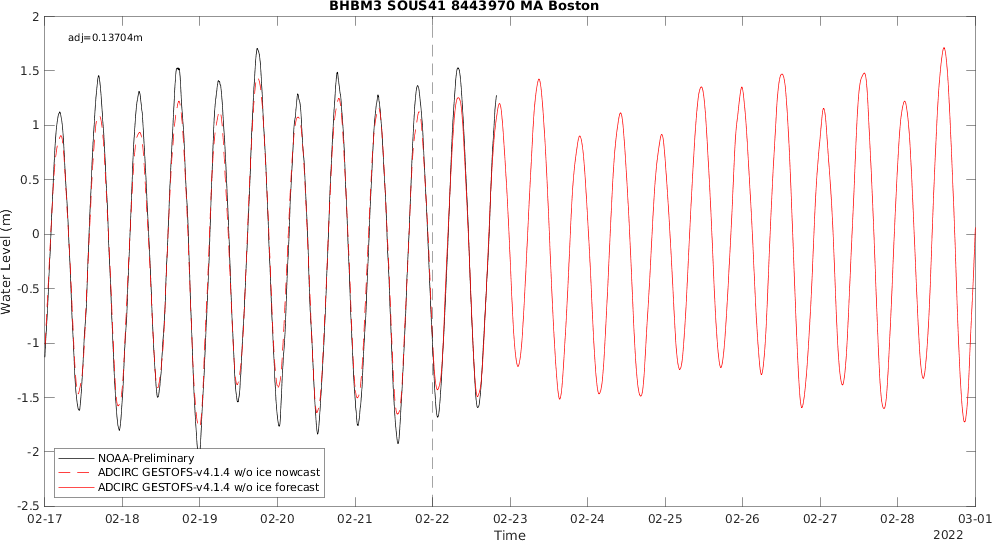 BHBM3 SOUS41 8443970 MA Boston
adj=0.13704m
2
1.5
1
0.5
0
-0.5
-1
-1.5
-2
-2.5
Water Level (m)
NOAA-Preliminary
ADCIRC GESTOFS-v4.1.4 w/o ice nowcast
ADCIRC GESTOFS-v4.1.4 w/o ice forecast
02-17 02-18 02-19 02-20 02-21 02-22 02-23 02-24 02-25 02-26 02-27 02-28 03-01
Time
2022